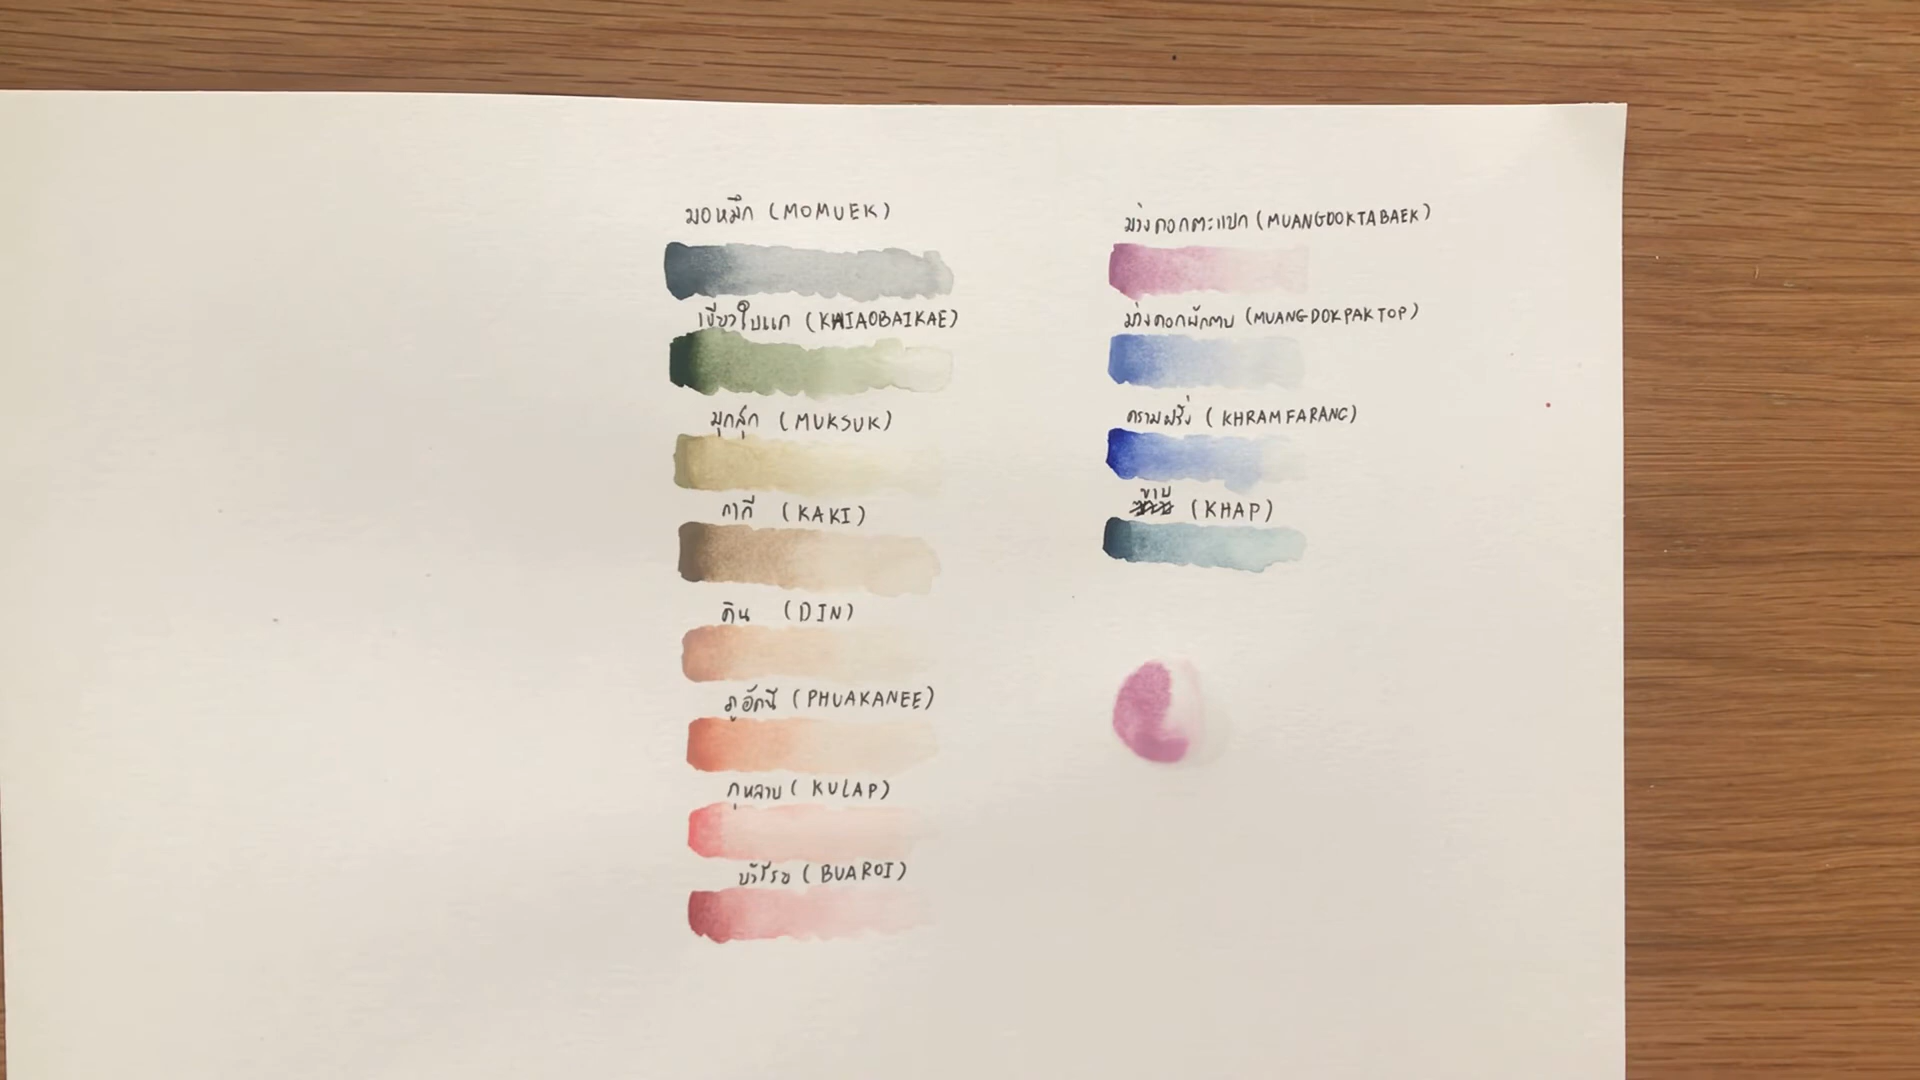 มอหมึก (MOMUEK)
เขียวใบแก (KHIAOBAIKAE)
มุกสุก (MUKSUK)
กากี (KAKI)
ดิน (DIN)
ภูอัคนี (PHUAKANEE)
กุหลาบ (KULAP)
บัวโรย (BUAROI)
ม่วงดอกตะแบก (MUANGDOKTABAEK)
ม่วงดอกผักตบ (MUANGDOKPAKTOP)
ครามฝรั่ง (KHRAMFARANG)
ขาบ (KHAP)